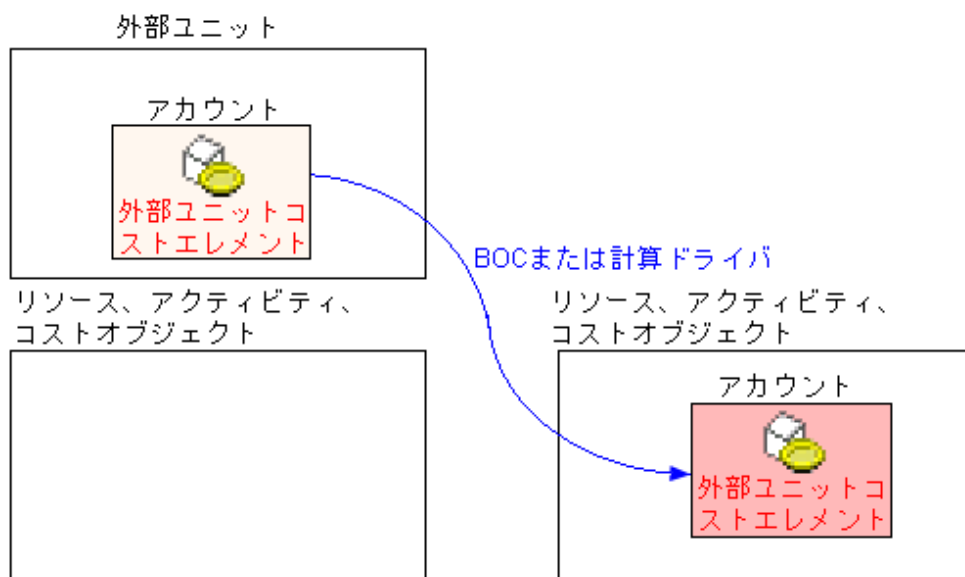 外部ユニット
アカウント
外部ユニットコ
ストエレメント
BOCまたは計算ドライバ
リソース、アクティビティ、
コストオブジェクト
リソース、アクティビティ、
コストオブジェクト
アカウント
外部ユニットコ
ストエレメント